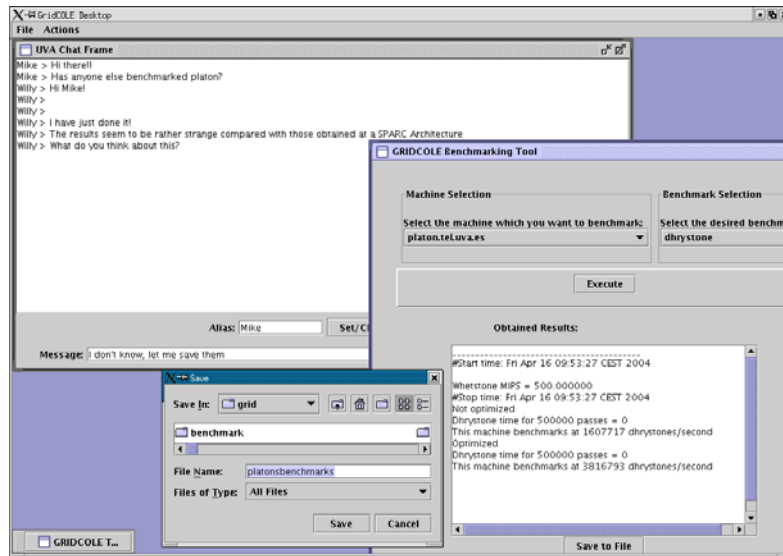 GridCOLE Desktop
File Actions
UVA Chat Frame
Mike > Hi there!!
Mike > Has anyone else benchmarked platon?
Willy > Hi Mike!
Willy >
Willy >
Willy > I have just done it!
Willy > The results seem to be rather strange compared with those obtained at a SPARC Architecture
Willy > What do you think about this?
Alias: Mike
Message: I don't know, let me save them
GRIDCOLE Benchmarking Tool
Machine Selection
Select the machine which you want to benchmark:
platon.tel.uva.es
Benchmark Selection
Select the desired benchm
dhrystone
Execute
Obtained Results:
----------------------------------------
#Start time: Fri Apr 16 09:53:27 CEST 2004
Whetstone MIPS = 500.000000
#Stop time: Fri Apr 16 09:53:27 CEST 2004
Not optimized
Dhrystone time for 500000 passes = 0
This machine benchmarks at 1607717 dhrystones/second
Optimized
Dhrystone time for 500000 passes = 0
This machine benchmarks at 3816793 dhrystones/second
Save to File
Save
Save In: grid
benchmark
File Name: platonsbenchmarks
Files of Type: All Files
Save Cancel
GRIDCOLE T...